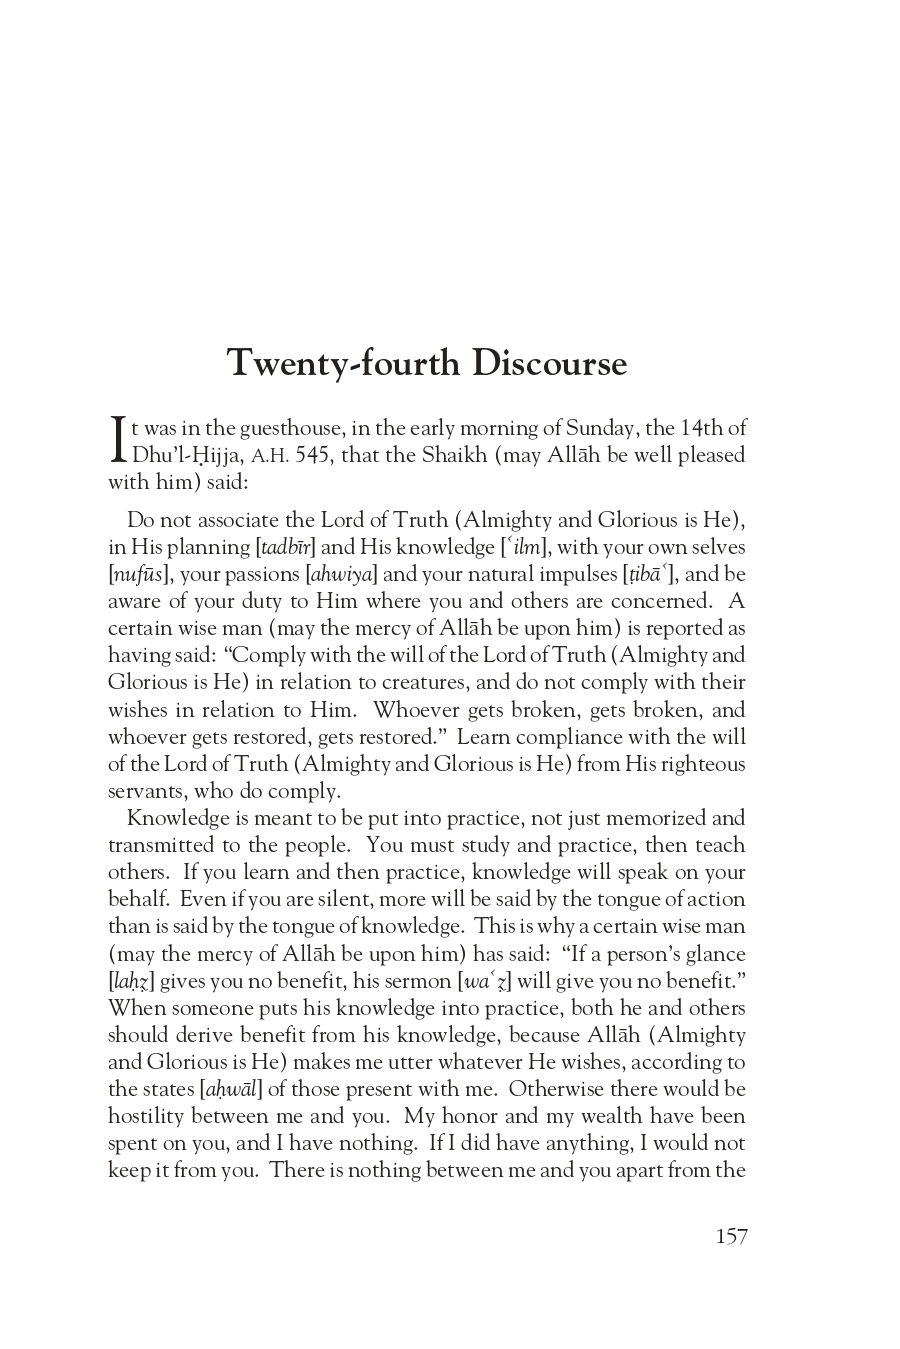 Twenty-fourth Discourse
It was in the guesthouse, in the early morning of Sunday, the 14th of
Dhu’l-Ḥijja, A.H. 545, that the Shaikh (may Allāh be well pleased
with him) said:
Do not associate the Lord of Truth (Almighty and Glorious is He),
in His planning [tadbīr] and His knowledge [ʿilm], with your own selves
[nufūs], your passions [ahwiya] and your natural impulses [ṭibāʿ], and be
aware of your duty to Him where you and others are concerned. A
certain wise man (may the mercy of Allāh be upon him) is reported as
having said: “Comply with the will of the Lord of Truth (Almighty and
Glorious is He) in relation to creatures, and do not comply with their
wishes in relation to Him. Whoever gets broken, gets broken, and
whoever gets restored, gets restored.” Learn compliance with the will
of the Lord of Truth (Almighty and Glorious is He) from His righteous
servants, who do comply.
Knowledge is meant to be put into practice, not just memorized and
transmitted to the people. You must study and practice, then teach
others. If you learn and then practice, knowledge will speak on your
behalf. Even if you are silent, more will be said by the tongue of action
than is said by the tongue of knowledge. This is why a certain wise man
(may the mercy of Allāh be upon him) has said: “If a person’s glance
[laḥẓ] gives you no benefit, his sermon [waʿẓ] will give you no benefit.”
When someone puts his knowledge into practice, both he and others
should derive benefit from his knowledge, because Allāh (Almighty
and Glorious is He) makes me utter whatever He wishes, according to
the states [aḥwāl] of those present with me. Otherwise there would be
hostility between me and you. My honor and my wealth have been
spent on you, and I have nothing. If I did have anything, I would not
keep it from you. There is nothing between me and you apart from the
157